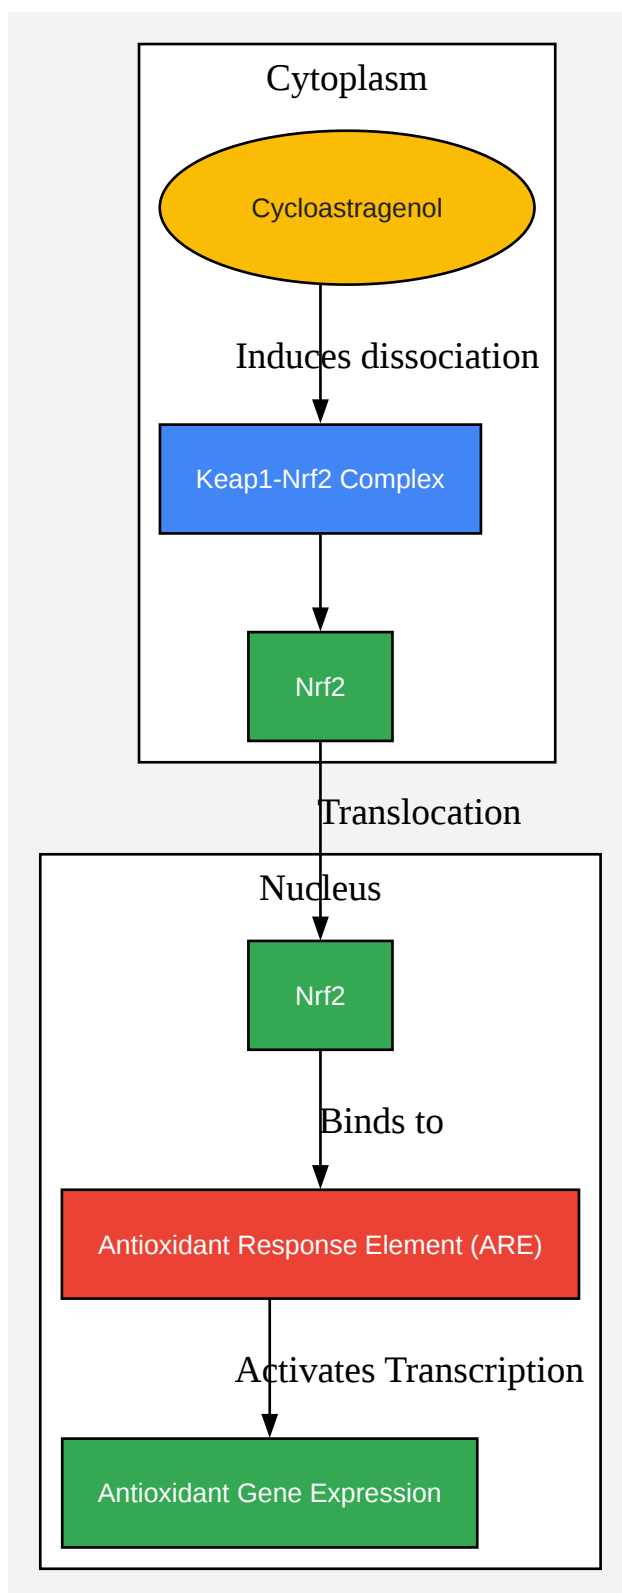 Cytoplasm
Cycloastragenol
Induces dissociation
Keap1-Nrf2 Complex
Nrf2
Translocation
Nucleus
Nrf2
Binds to
Antioxidant Response Element (ARE)
Activates Transcription
Antioxidant Gene Expression